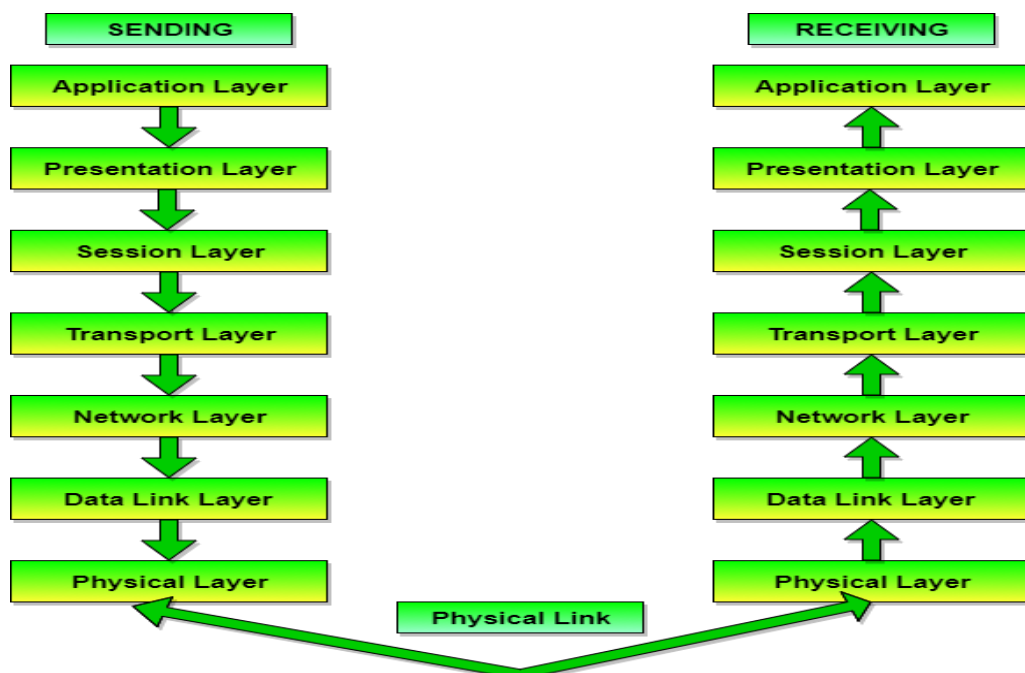 SENDING
Application Layer
Presentation Layer
Session Layer
Transport Layer
Network Layer
Data Link Layer
Physical Layer
RECEIVING
Application Layer
Presentation Layer
Session Layer
Transport Layer
Network Layer
Data Link Layer
Physical Layer
Physical Link